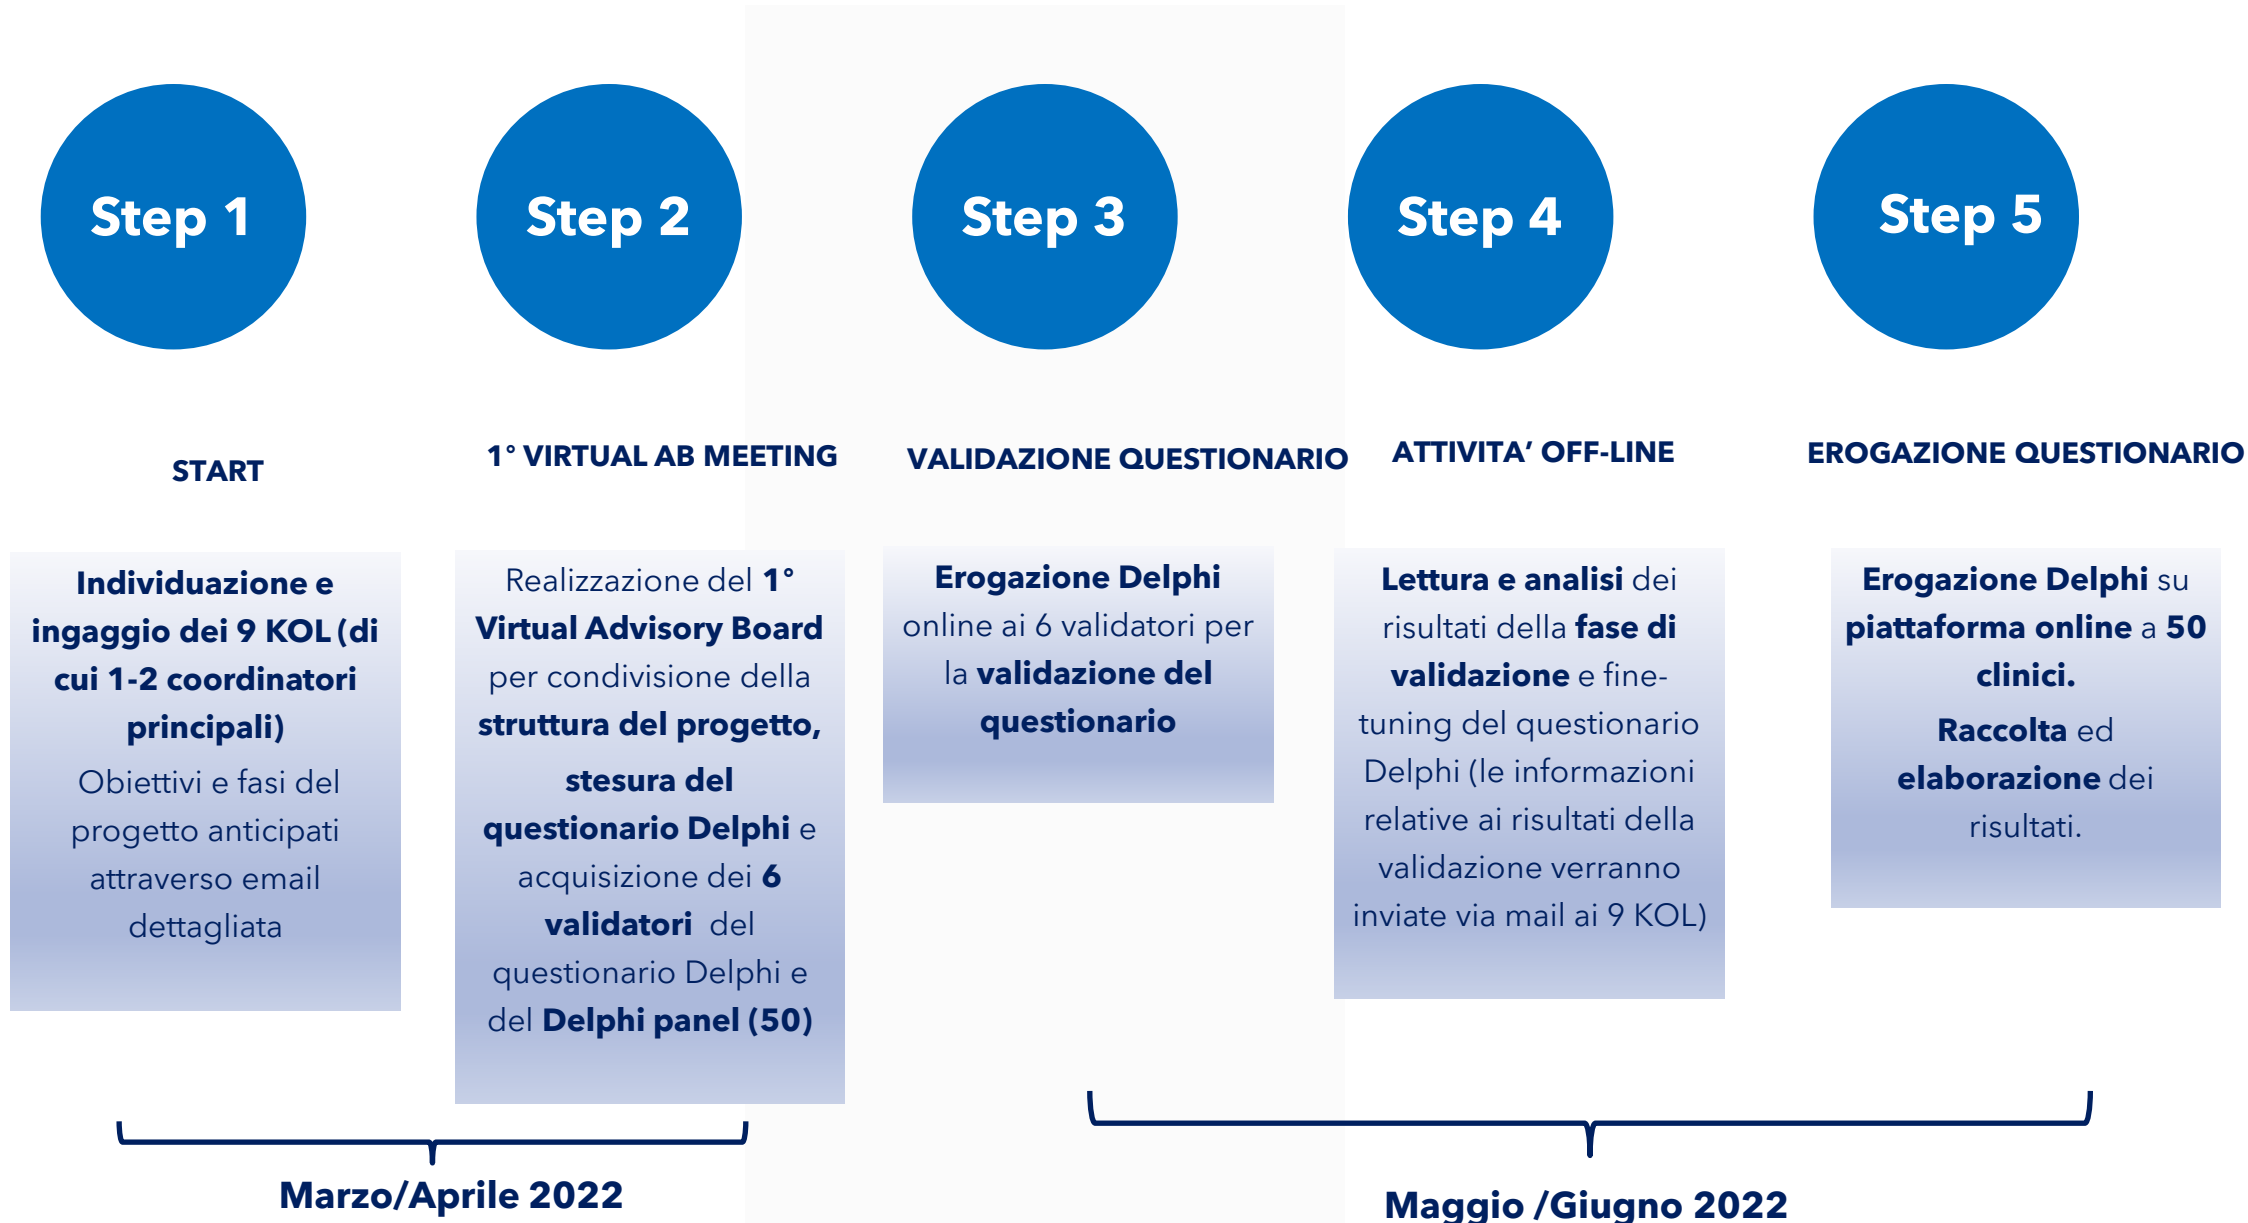 Step 1
Step 2
Step 3
Step 4
Step 5
START
1° VIRTUAL AB MEETING
VALIDAZIONE QUESTIONARIO
ATTIVITA’ OFF-LINE
EROGAZIONE QUESTIONARIO
Individuazione e
ingaggio dei 9 KOL (di
cui 1-2 coordinatori
principali)
Obiettivi e fasi del
progetto anticipati
attraverso email
dettagliata
Realizzazione del 1°
Virtual Advisory Board
per condivisione della
struttura del progetto,
stesura del
questionario Delphi e
acquisizione dei 6
validatori del
questionario Delphi e
del Delphi panel (50)
Erogazione Delphi
online ai 6 validatori per
la validazione del
questionario
Lettura e analisi dei
risultati della fase di
validazione e fine-
tuning del questionario
Delphi (le informazioni
relative ai risultati della
validazione verranno
inviate via mail ai 9 KOL)
Erogazione Delphi su
piattaforma online a 50
clinici.
Raccolta ed
elaborazione dei
risultati.
Marzo/Aprile 2022
Maggio /Giugno 2022